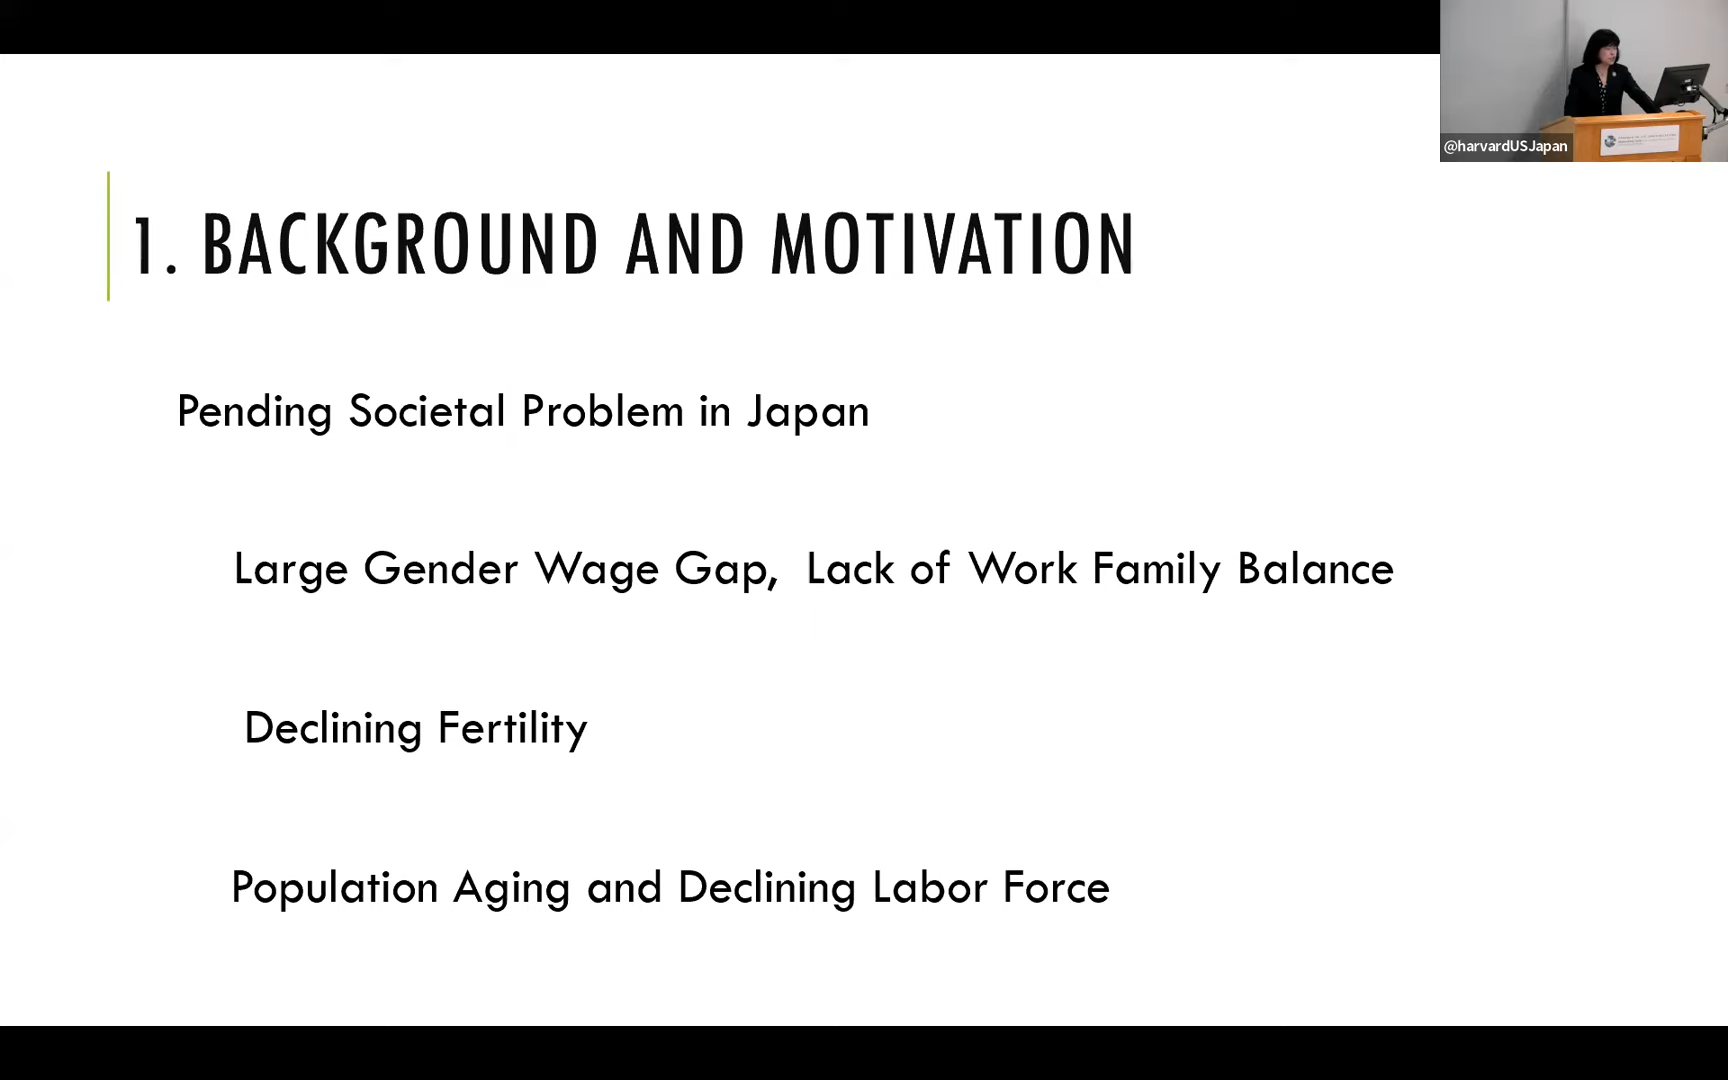 @harvardUSJapan
1. BACKGROUND AND MOTIVATION
Pending Societal Problem in Japan
Large Gender Wage Gap, Lack of Work Family Balance
Declining Fertility
Population Aging and Declining Labor Force